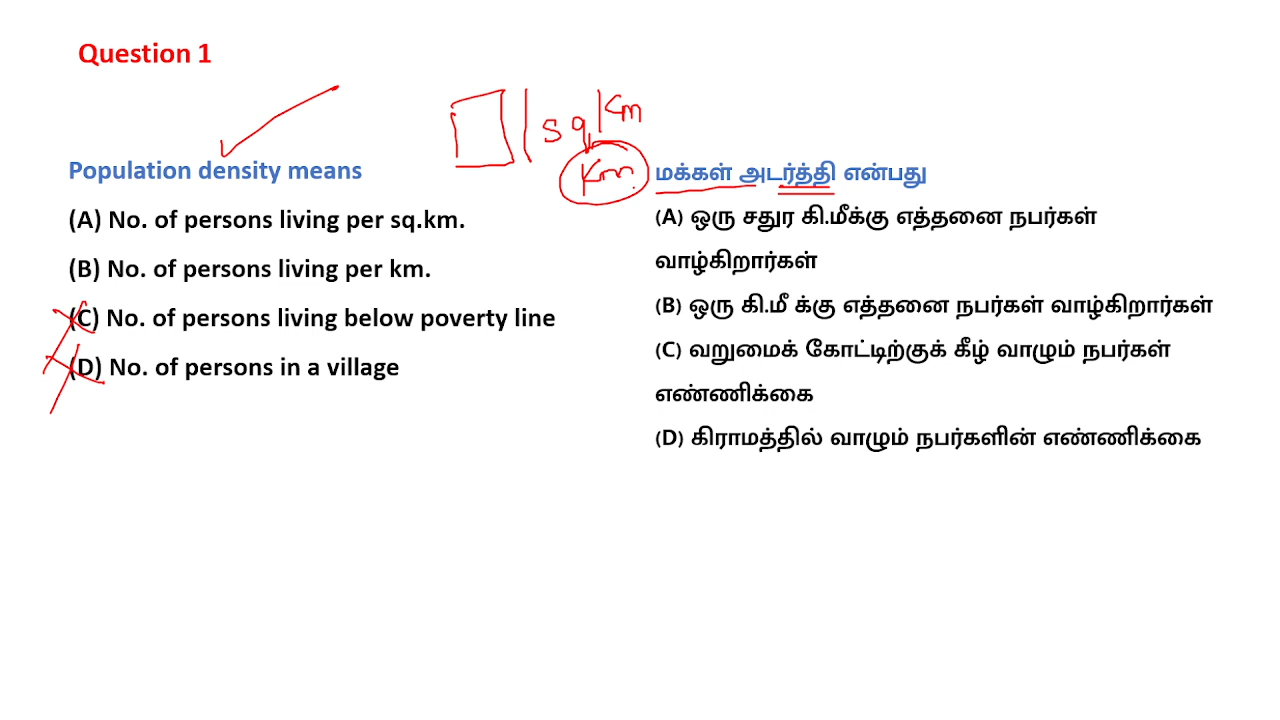 Question 1
sq km
km
Population density means
(A) No. of persons living per sq.km.
(B) No. of persons living per km.
(C) No. of persons living below poverty line
(D) No. of persons in a village
மக்கள் அடர்த்தி என்பது
(A) ஒரு சதுர கி.மீக்கு எத்தனை நபர்கள்
வாழ்கிறார்கள்
(B) ஒரு கி.மீ க்கு எத்தனை நபர்கள் வாழ்கிறார்கள்
(C) வறுமைக் கோட்டிற்குக் கீழ் வாழும் நபர்கள்
எண்ணிக்கை
(D) கிராமத்தில் வாழும் நபர்களின் எண்ணிக்கை